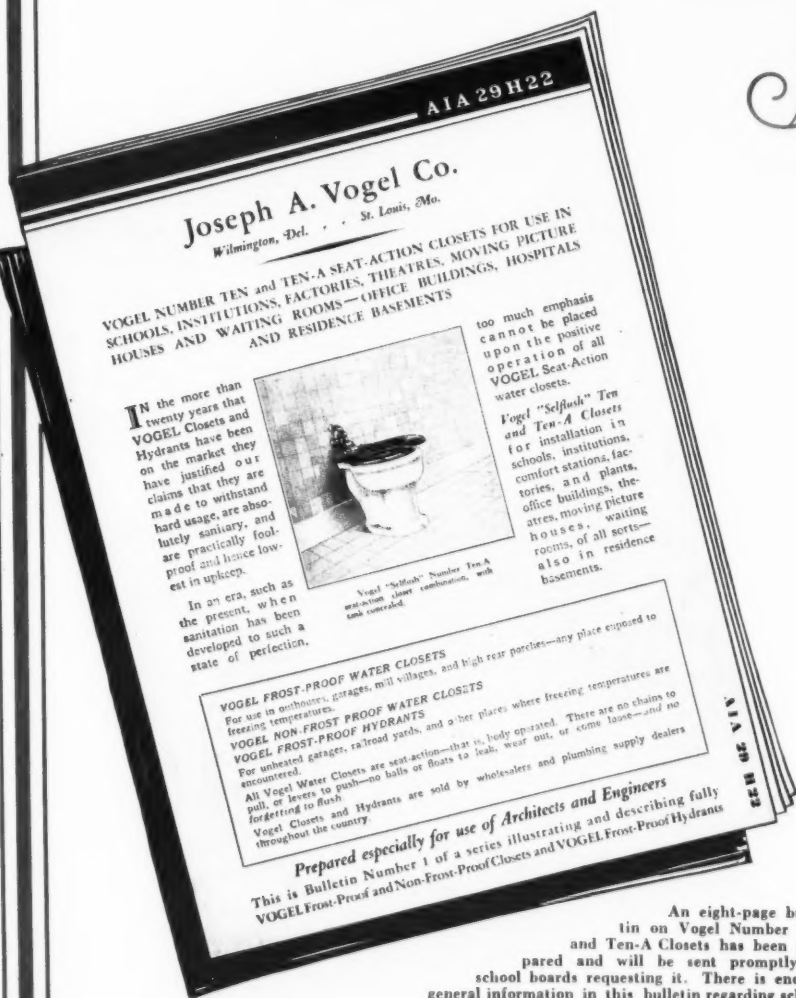 AIA 29 H 22
Joseph A. Vogel Co.
Wilmington, Del. . . St. Louis, Mo.
VOGEL NUMBER TEN and TEN-A SEAT-ACTION CLOSETS FOR USE IN
SCHOOLS, INSTITUTIONS, FACTORIES, THEATRES, MOVING PICTURE
HOUSES AND WAITING ROOMS—OFFICE BUILDINGS, HOSPITALS
AND RESIDENCE BASEMENTS
IN the more than
twenty years that
VOGEL Closets and
Hydrants have been
on the market they
have justified our
claims that they are
made to withstand
hard usage, are abso-
lutely sanitary, and
are practically fool-
proof and hence low-
est in upkeep.
In an era, such as
the present, when
sanitation has been
developed to such a
state of perfection,
Vogel "Selflush" Number Ten-A
seat-action closet combination, with
tank concealed.
too much emphasis
cannot be placed
upon the positive
operation of all
VOGEL Seat-Action
water closets.
Vogel "Selflush" Ten
and Ten-A Closets
for installation in
schools, institutions,
comfort stations, fac-
tories, and plants,
office buildings, the-
atres, moving picture
houses, waiting
rooms, of all sorts—
also in residence
basements.
VOGEL FROST-PROOF WATER CLOSETS
For use in outhouses, garages, mill villages, and high rear porches—any place exposed to
freezing temperatures.
VOGEL NON-FROST PROOF WATER CLOSETS
VOGEL FROST-PROOF HYDRANTS
For unheated garages, railroad yards, and other places where freezing temperatures are
encountered.
All Vogel Water Closets are seat-action—that is, body operated. There are no chains to
pull, or levers to push—no balls or floats to leak, wear out, or come loose—and no
forgetting to flush.
Vogel Closets and Hydrants are sold by wholesalers and plumbing supply dealers
throughout the country.
Prepared especially for use of Architects and Engineers
This is Bulletin Number 1 of a series illustrating and describing fully
VOGEL Frost-Proof and Non-Frost-Proof Closets and VOGEL Frost-Proof Hydrants
AIA 29 H 22
An eight-page b
tin on Vogel Number
and Ten-A Closets has been
pared and will be sent promptly
school boards requesting it. There is eno
general information in this bulletin regarding sch